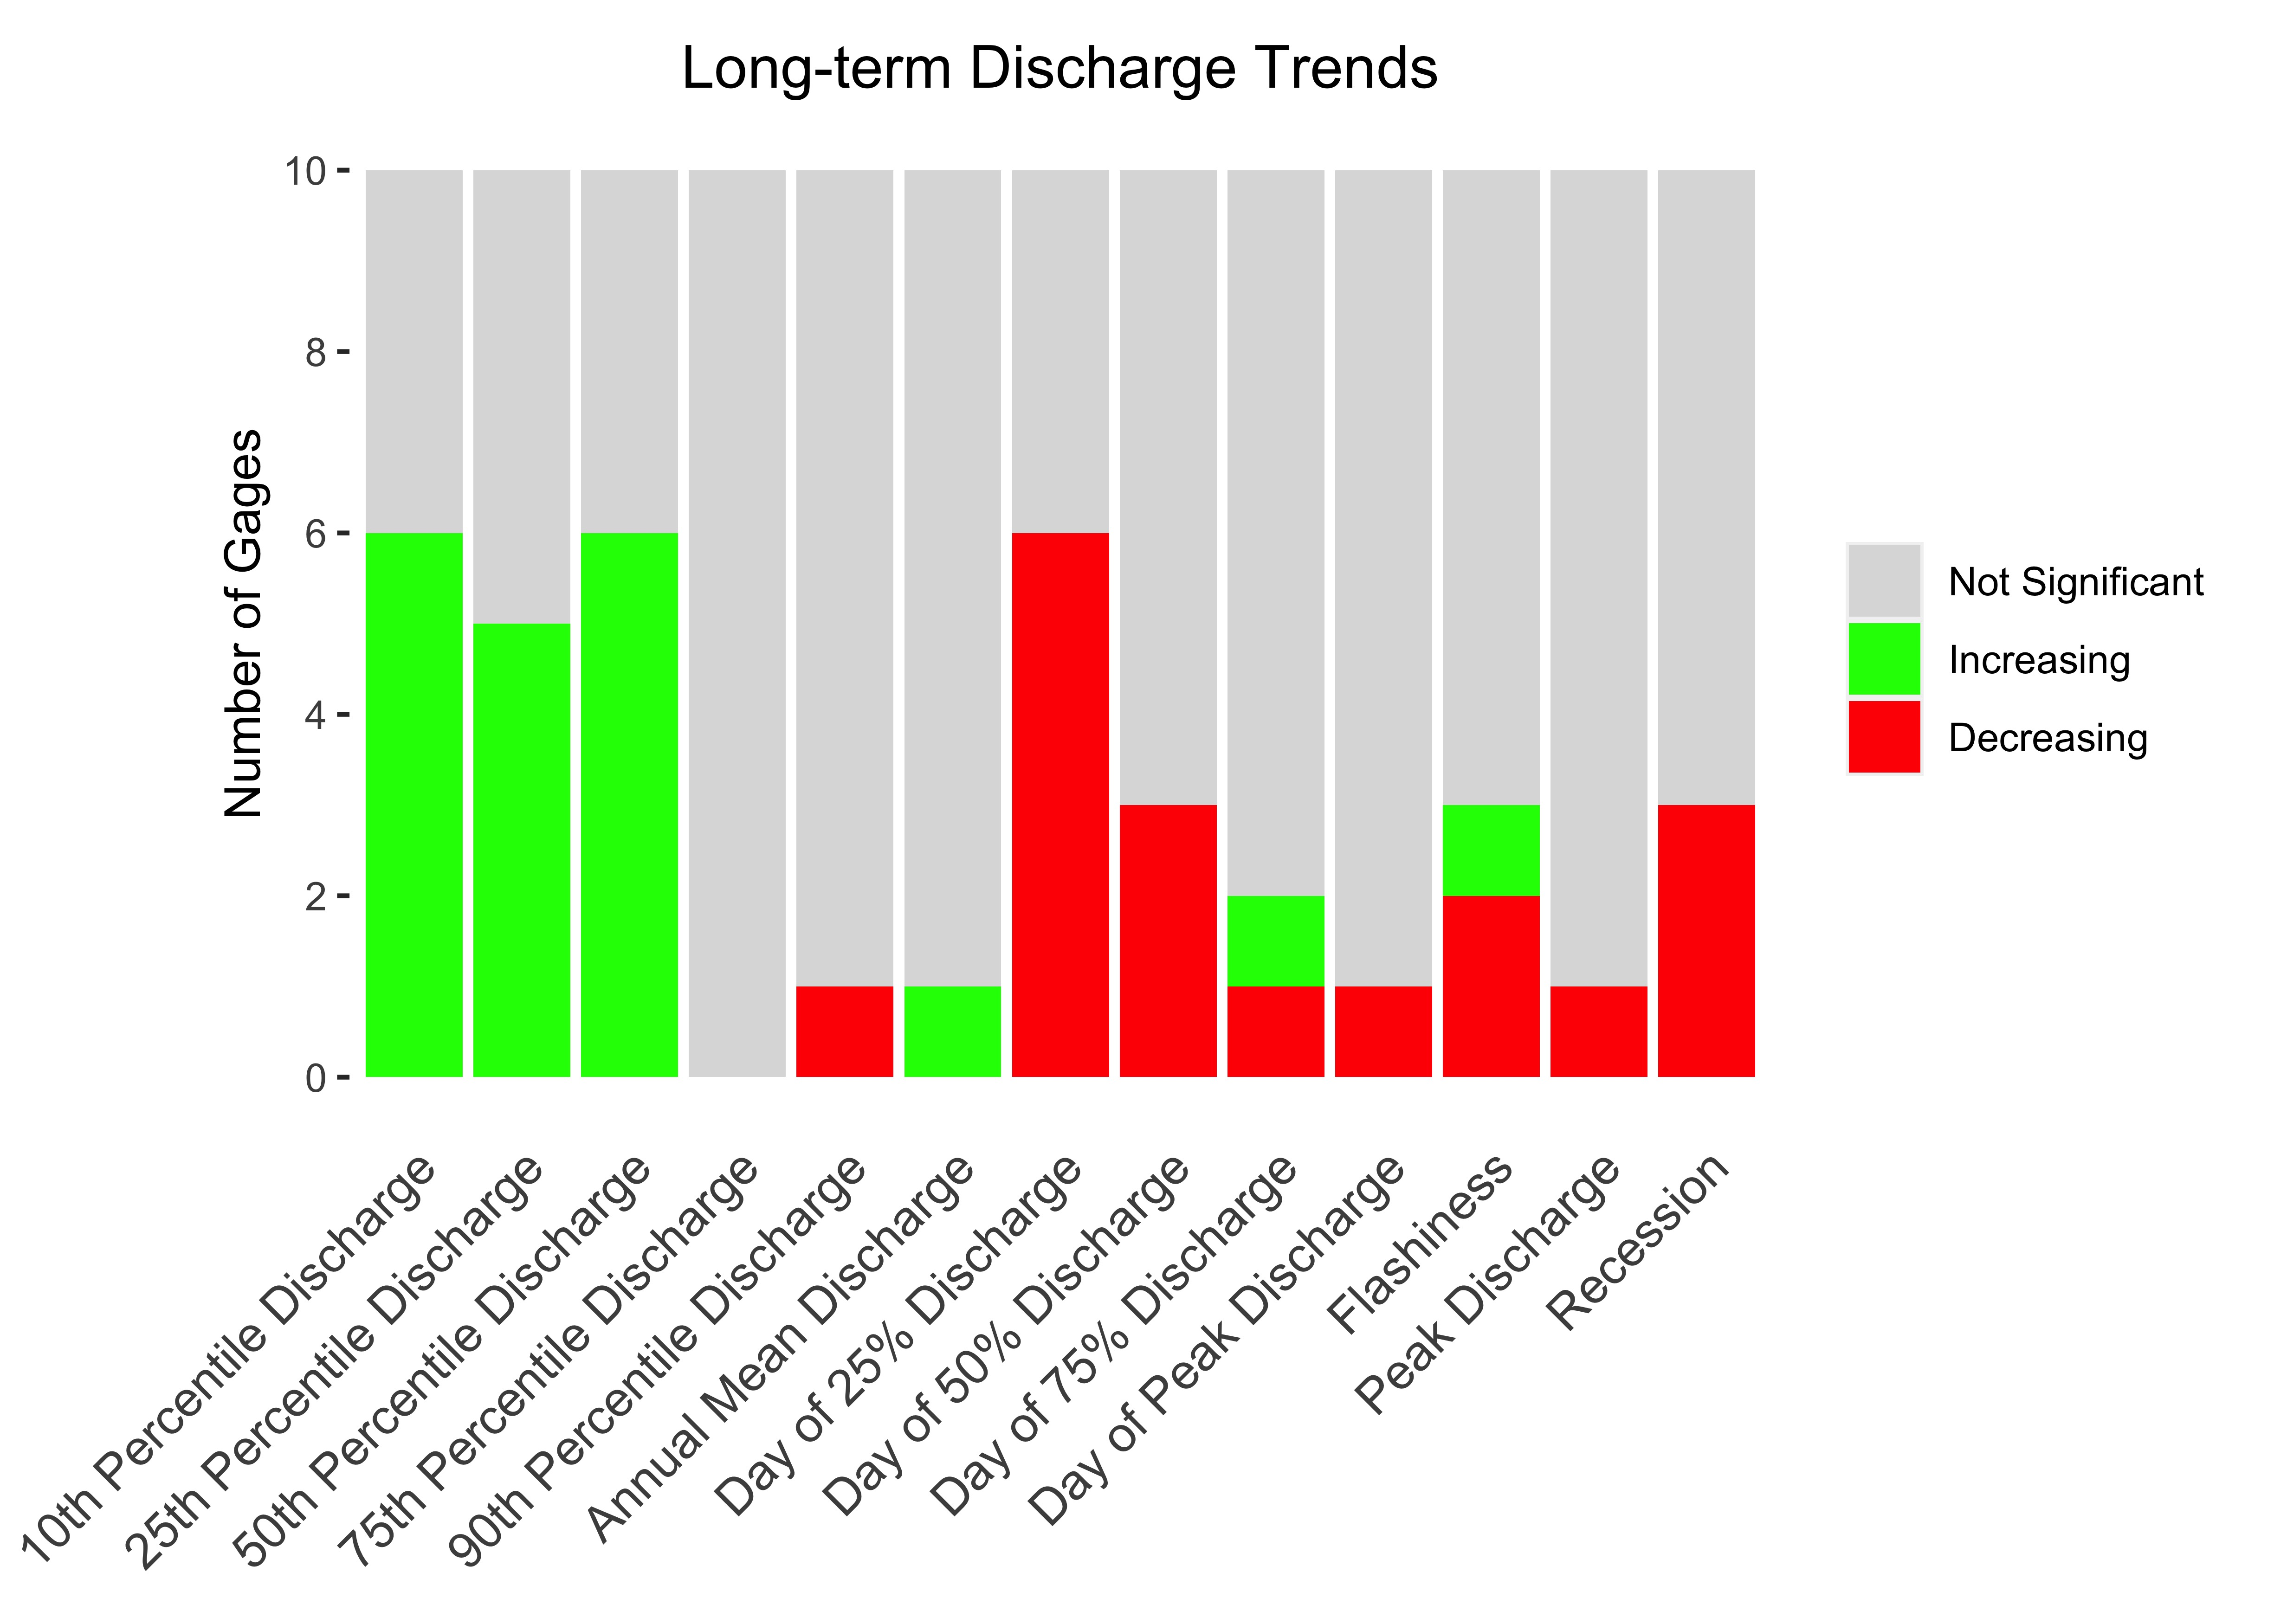 Long-term Discharge Trends
Number of Gages
10
8
6
4
2
0
10th Percentile Discharge
25th Percentile Discharge
50th Percentile Discharge
75th Percentile Discharge
90th Percentile Discharge
Annual Mean Discharge
Day of 25% Discharge
Day of 50% Discharge
Day of 75% Discharge
Day of Peak Discharge
Flashiness
Peak Discharge
Recession
Not Significant
Increasing
Decreasing